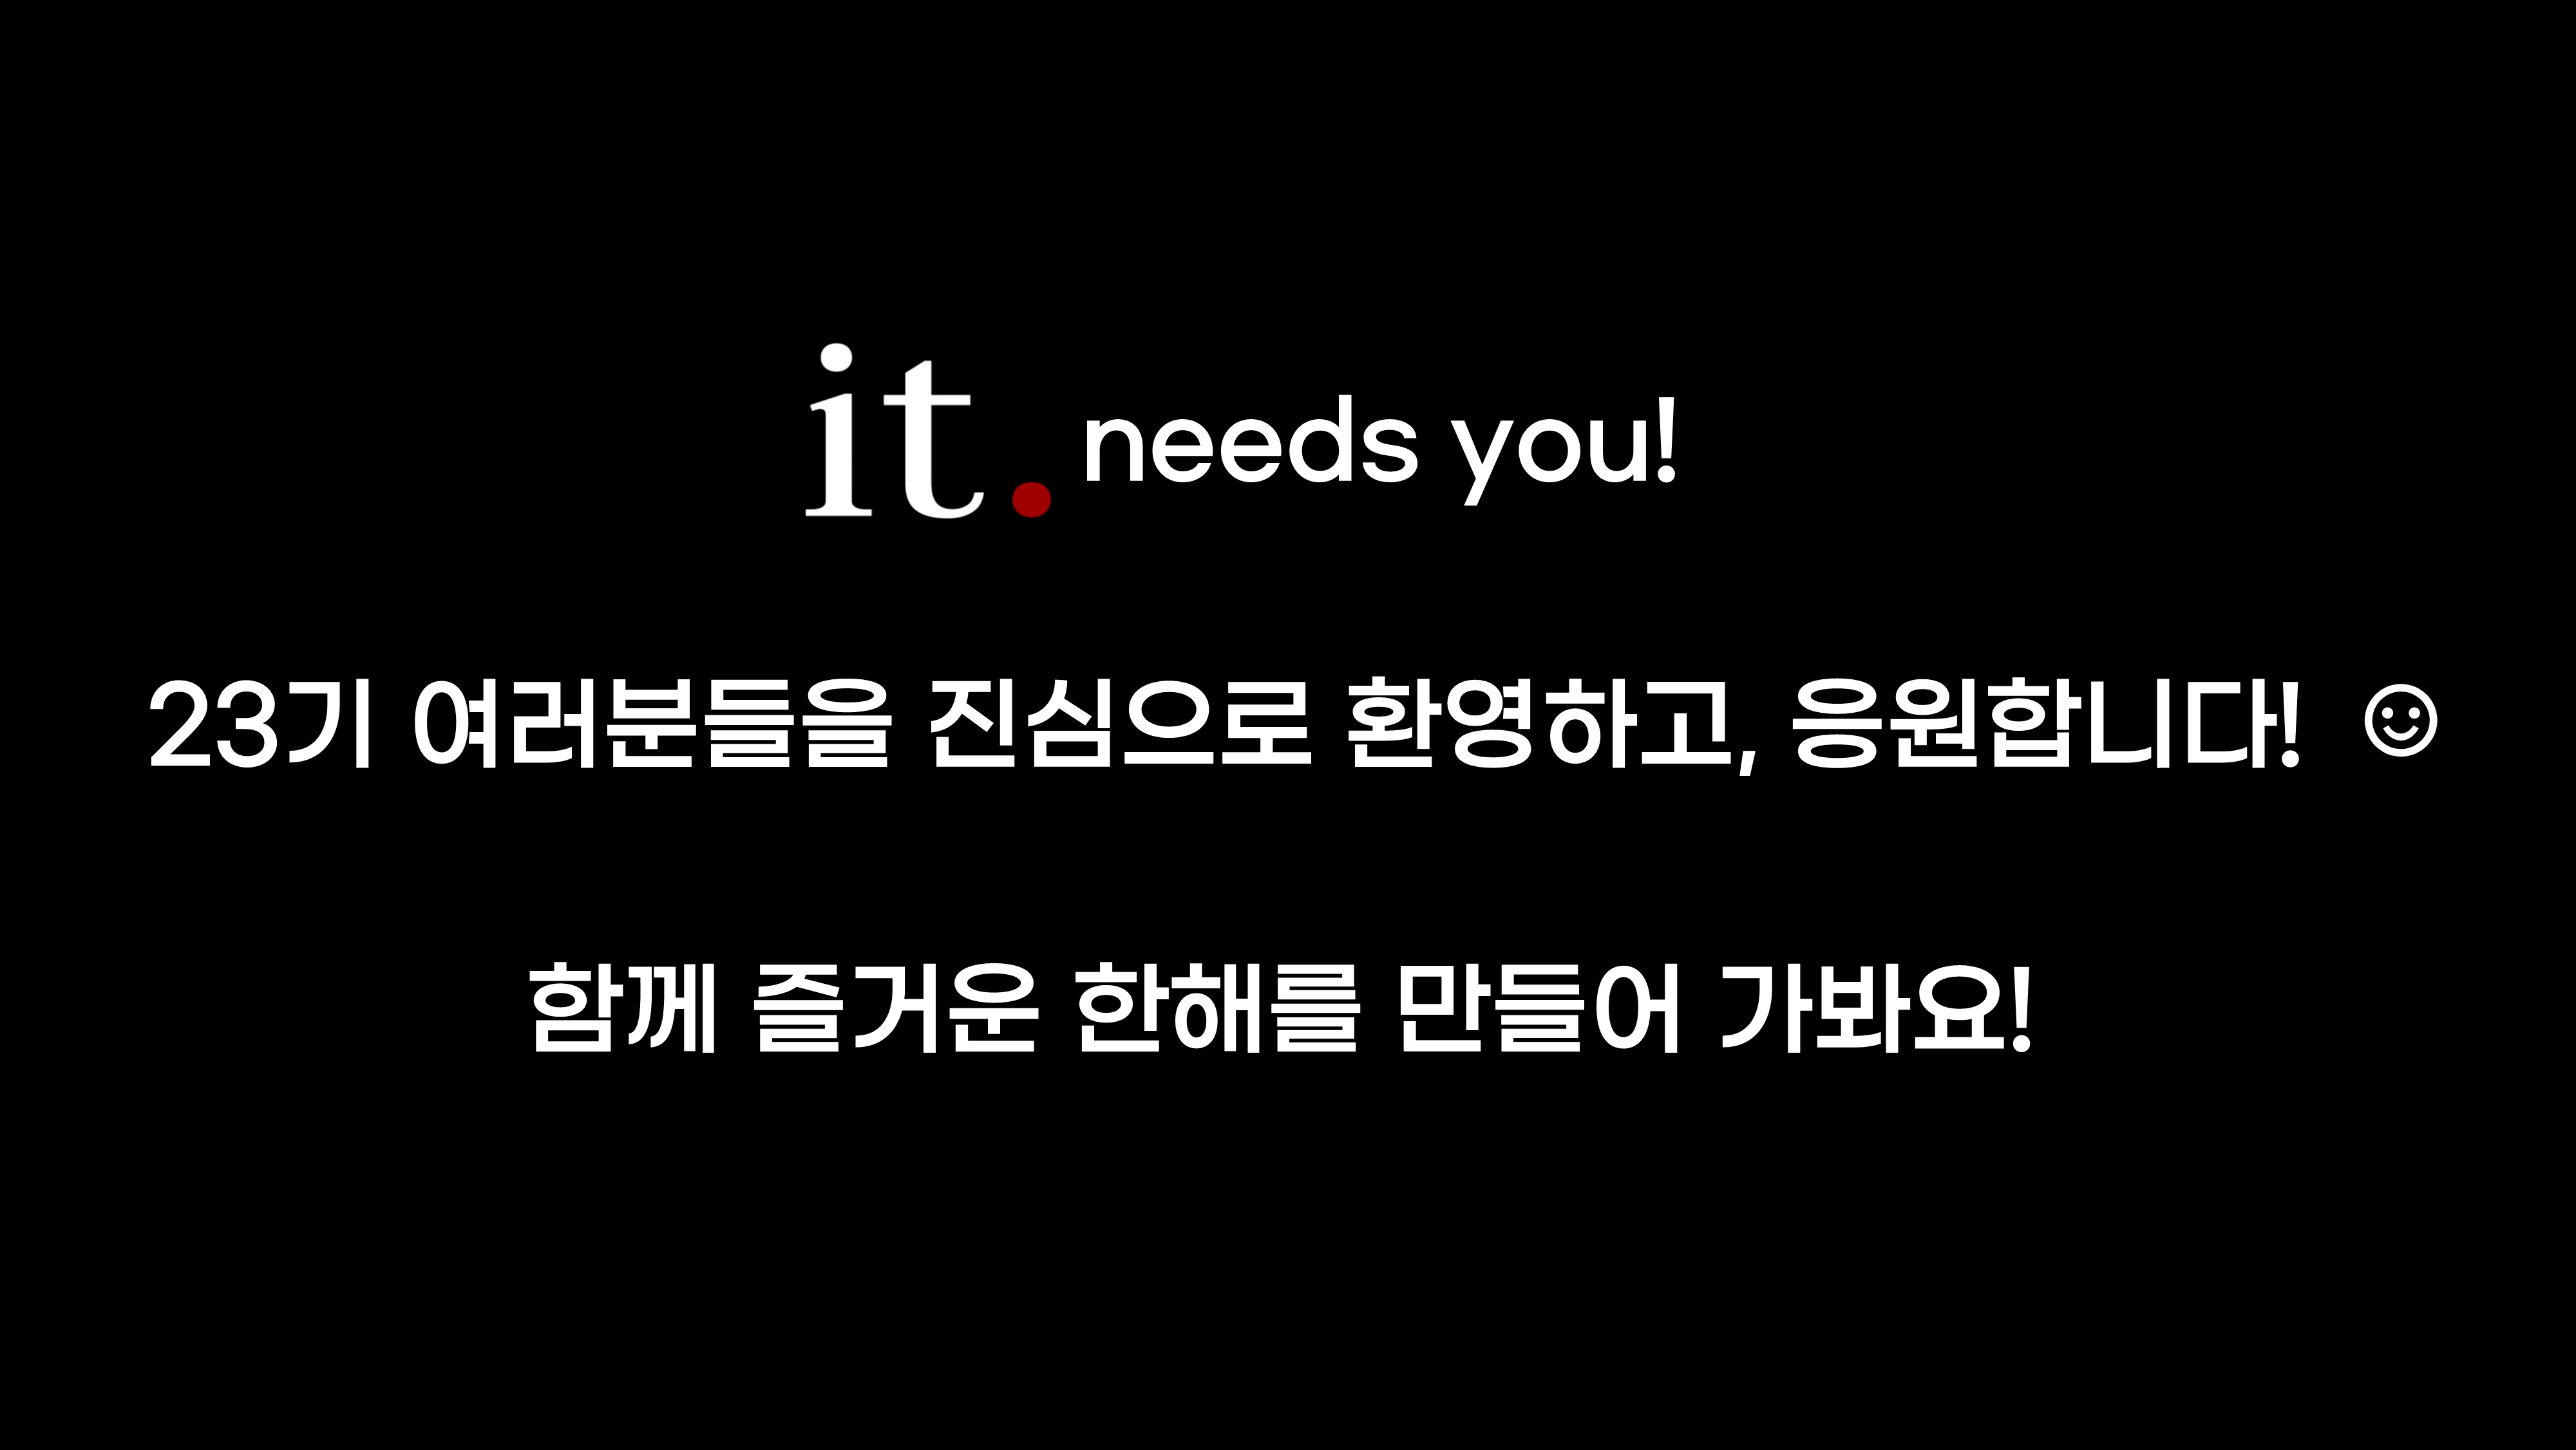 it. needs you!
23기 여러분들을 진심으로 환영하고, 응원합니다! ☺
함께 즐거운 한해를 만들어 가봐요!